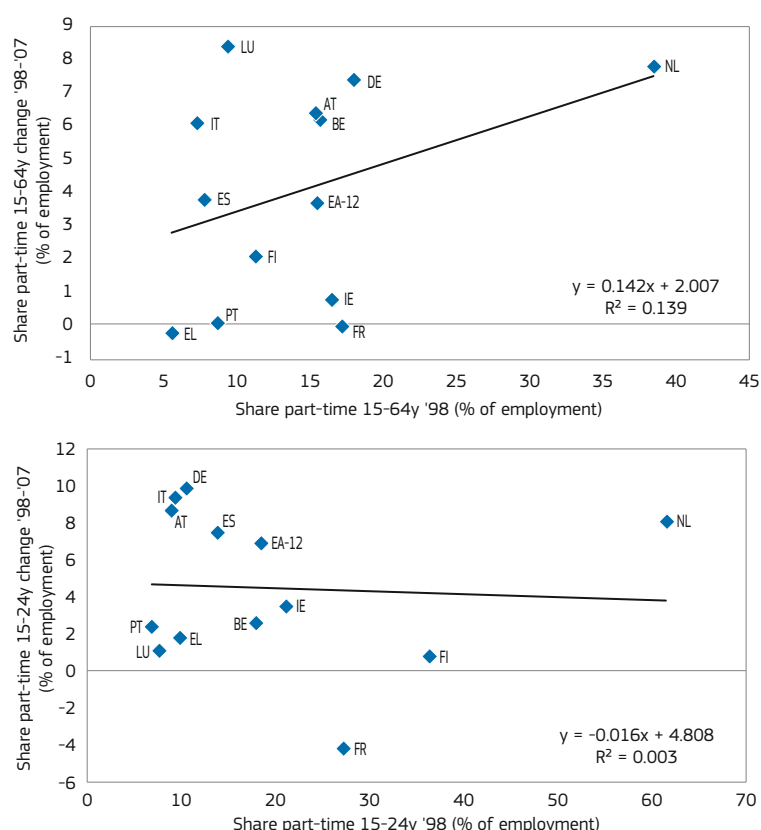 Share part-time 15-64y change '98-'07
(% of employment)
9
8
7
6
5
4
3
2
1
0
-1
LU
NL
DE
AT
BE
IT
ES
EA-12
FI
IE
PT
FR
EL
y = 0.142x + 2.007
R² = 0.139
0 5 10 15 20 25 30 35 40 45
Share part-time 15-64y '98 (% of employment)
Share part-time 15-24y change '98-'07
(% of employment)
12
10
8
6
4
2
0
-2
-4
-6
DE
IT
AT
ES
NL
EA-12
IE
PT
BE
EL
LU
FI
FR
y = -0.016x + 4.808
R² = 0.003
0 10 20 30 40 50 60 70
Share part-time 15-24y '98 (% of employment)